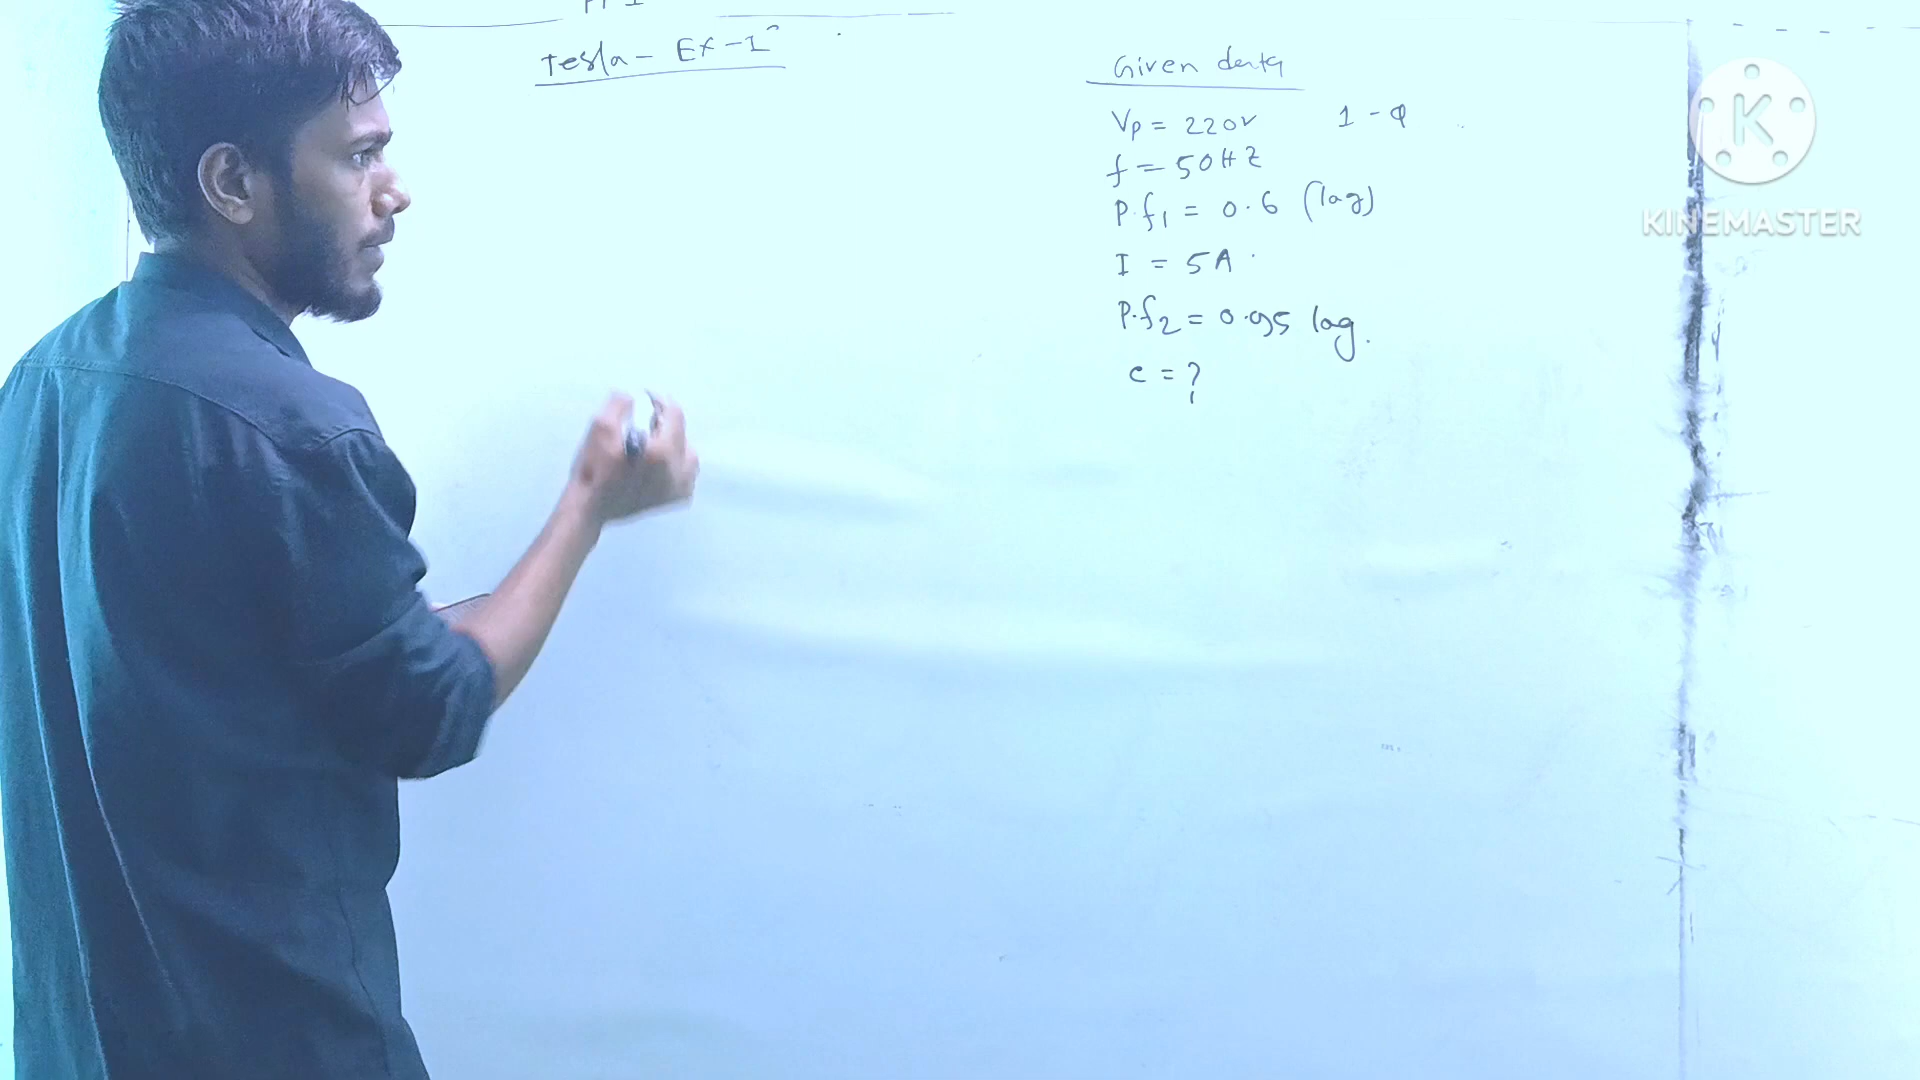 Tesla - Ex-1
Given data
Vp = 220v 1-φ
f = 50HZ
P.f1 = 0.6 (lag)
I = 5A
P.f2 = 0.95 lag.
c = ?
K
KINEMASTER